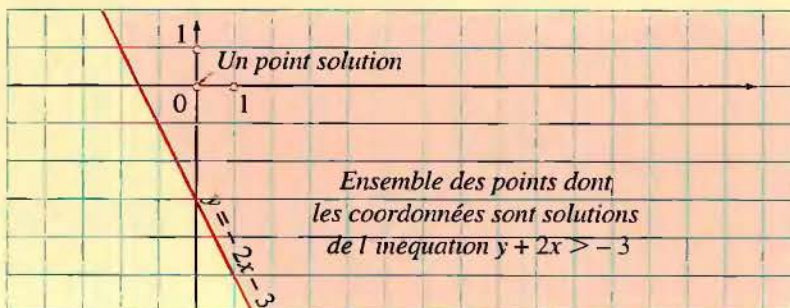 1
Un point solution
0
1
Ensemble des points dont
les coordonnées sont solutions
de l inequation y + 2x > – 3
y = – 2x – 3